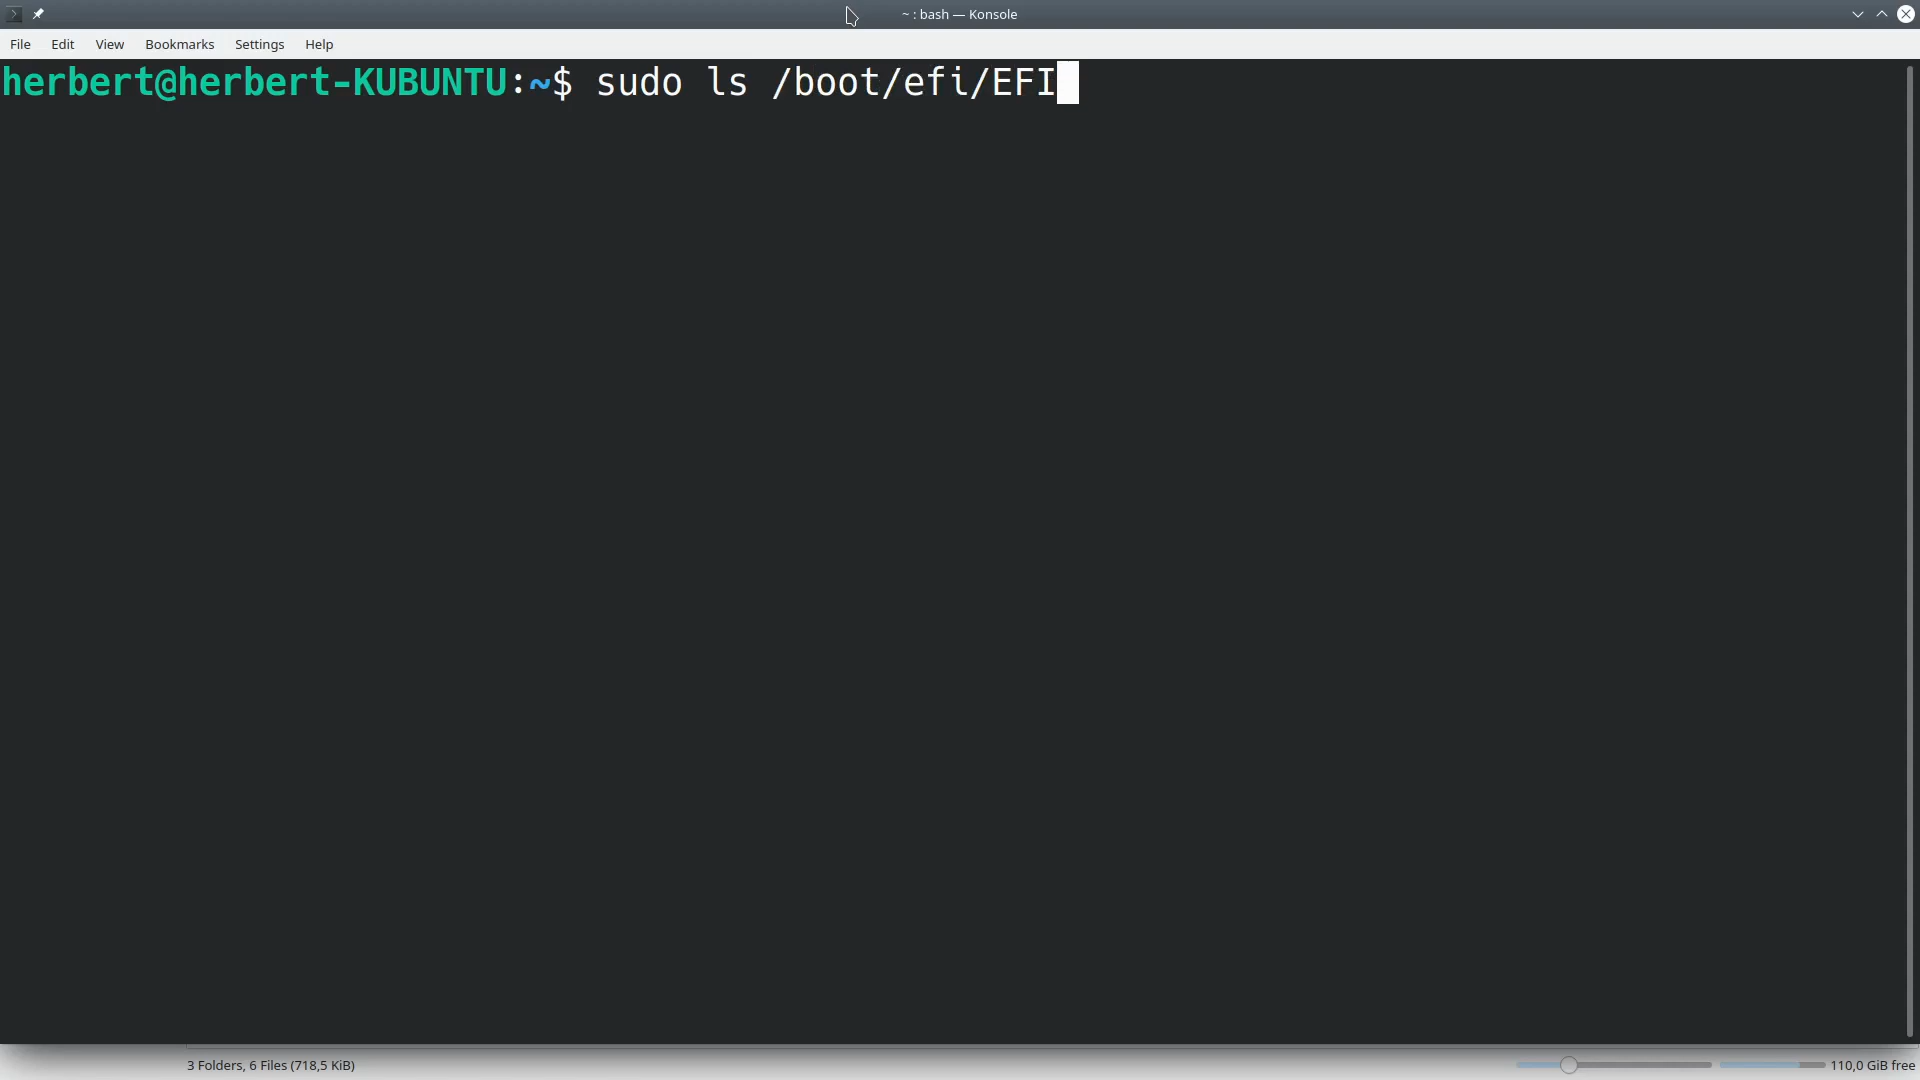 ~ : bash — Konsole
File Edit View Bookmarks Settings Help
herbert@herbert-KUBUNTU:~$ sudo ls /boot/efi/EFI
3 Folders, 6 Files (718,5 KiB)
110,0 GiB free